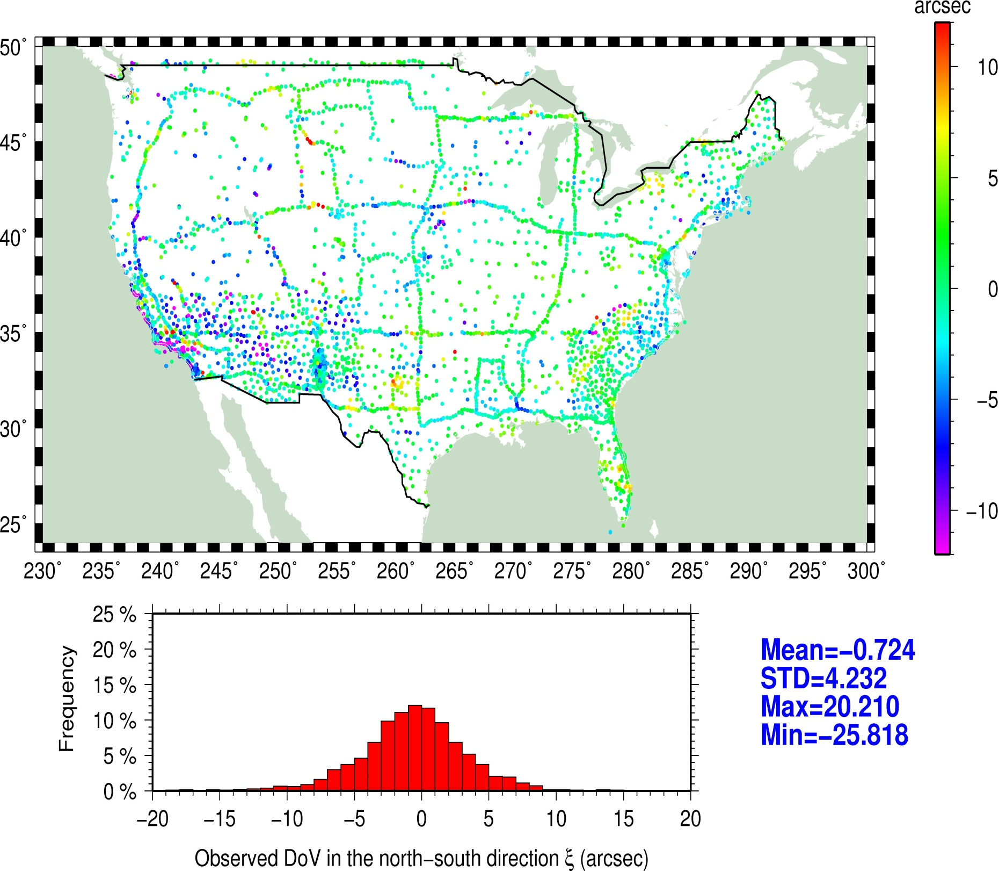 arcsec
50°
45°
40°
35°
30°
25°
10
5
0
−5
−10
230° 235° 240° 245° 250° 255° 260° 265° 270° 275° 280° 285° 290° 295° 300°
25 %
20 %
15 %
10 %
5 %
0 %
Frequency
−20 −15 −10 −5 0 5 10 15 20
Observed DoV in the north−south direction ξ (arcsec)
Mean=−0.724
STD=4.232
Max=20.210
Min=−25.818